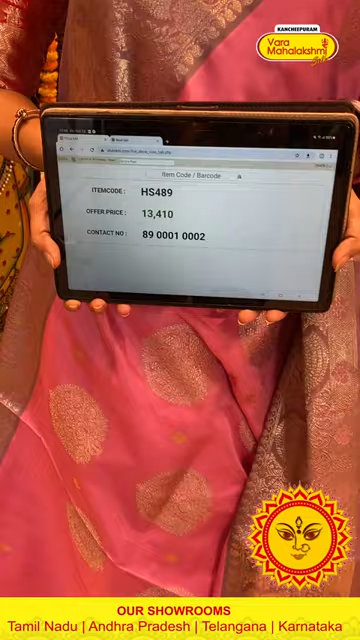 KANCHEEPURAM
Vara
Mahalakshmi
Silks
Item Code / Barcode
ITEMCODE : HS489
OFFER.PRICE : 13,410
CONTACT NO : 89 0001 0002
OUR SHOWROOMS
Tamil Nadu | Andhra Pradesh | Telangana | Karnataka